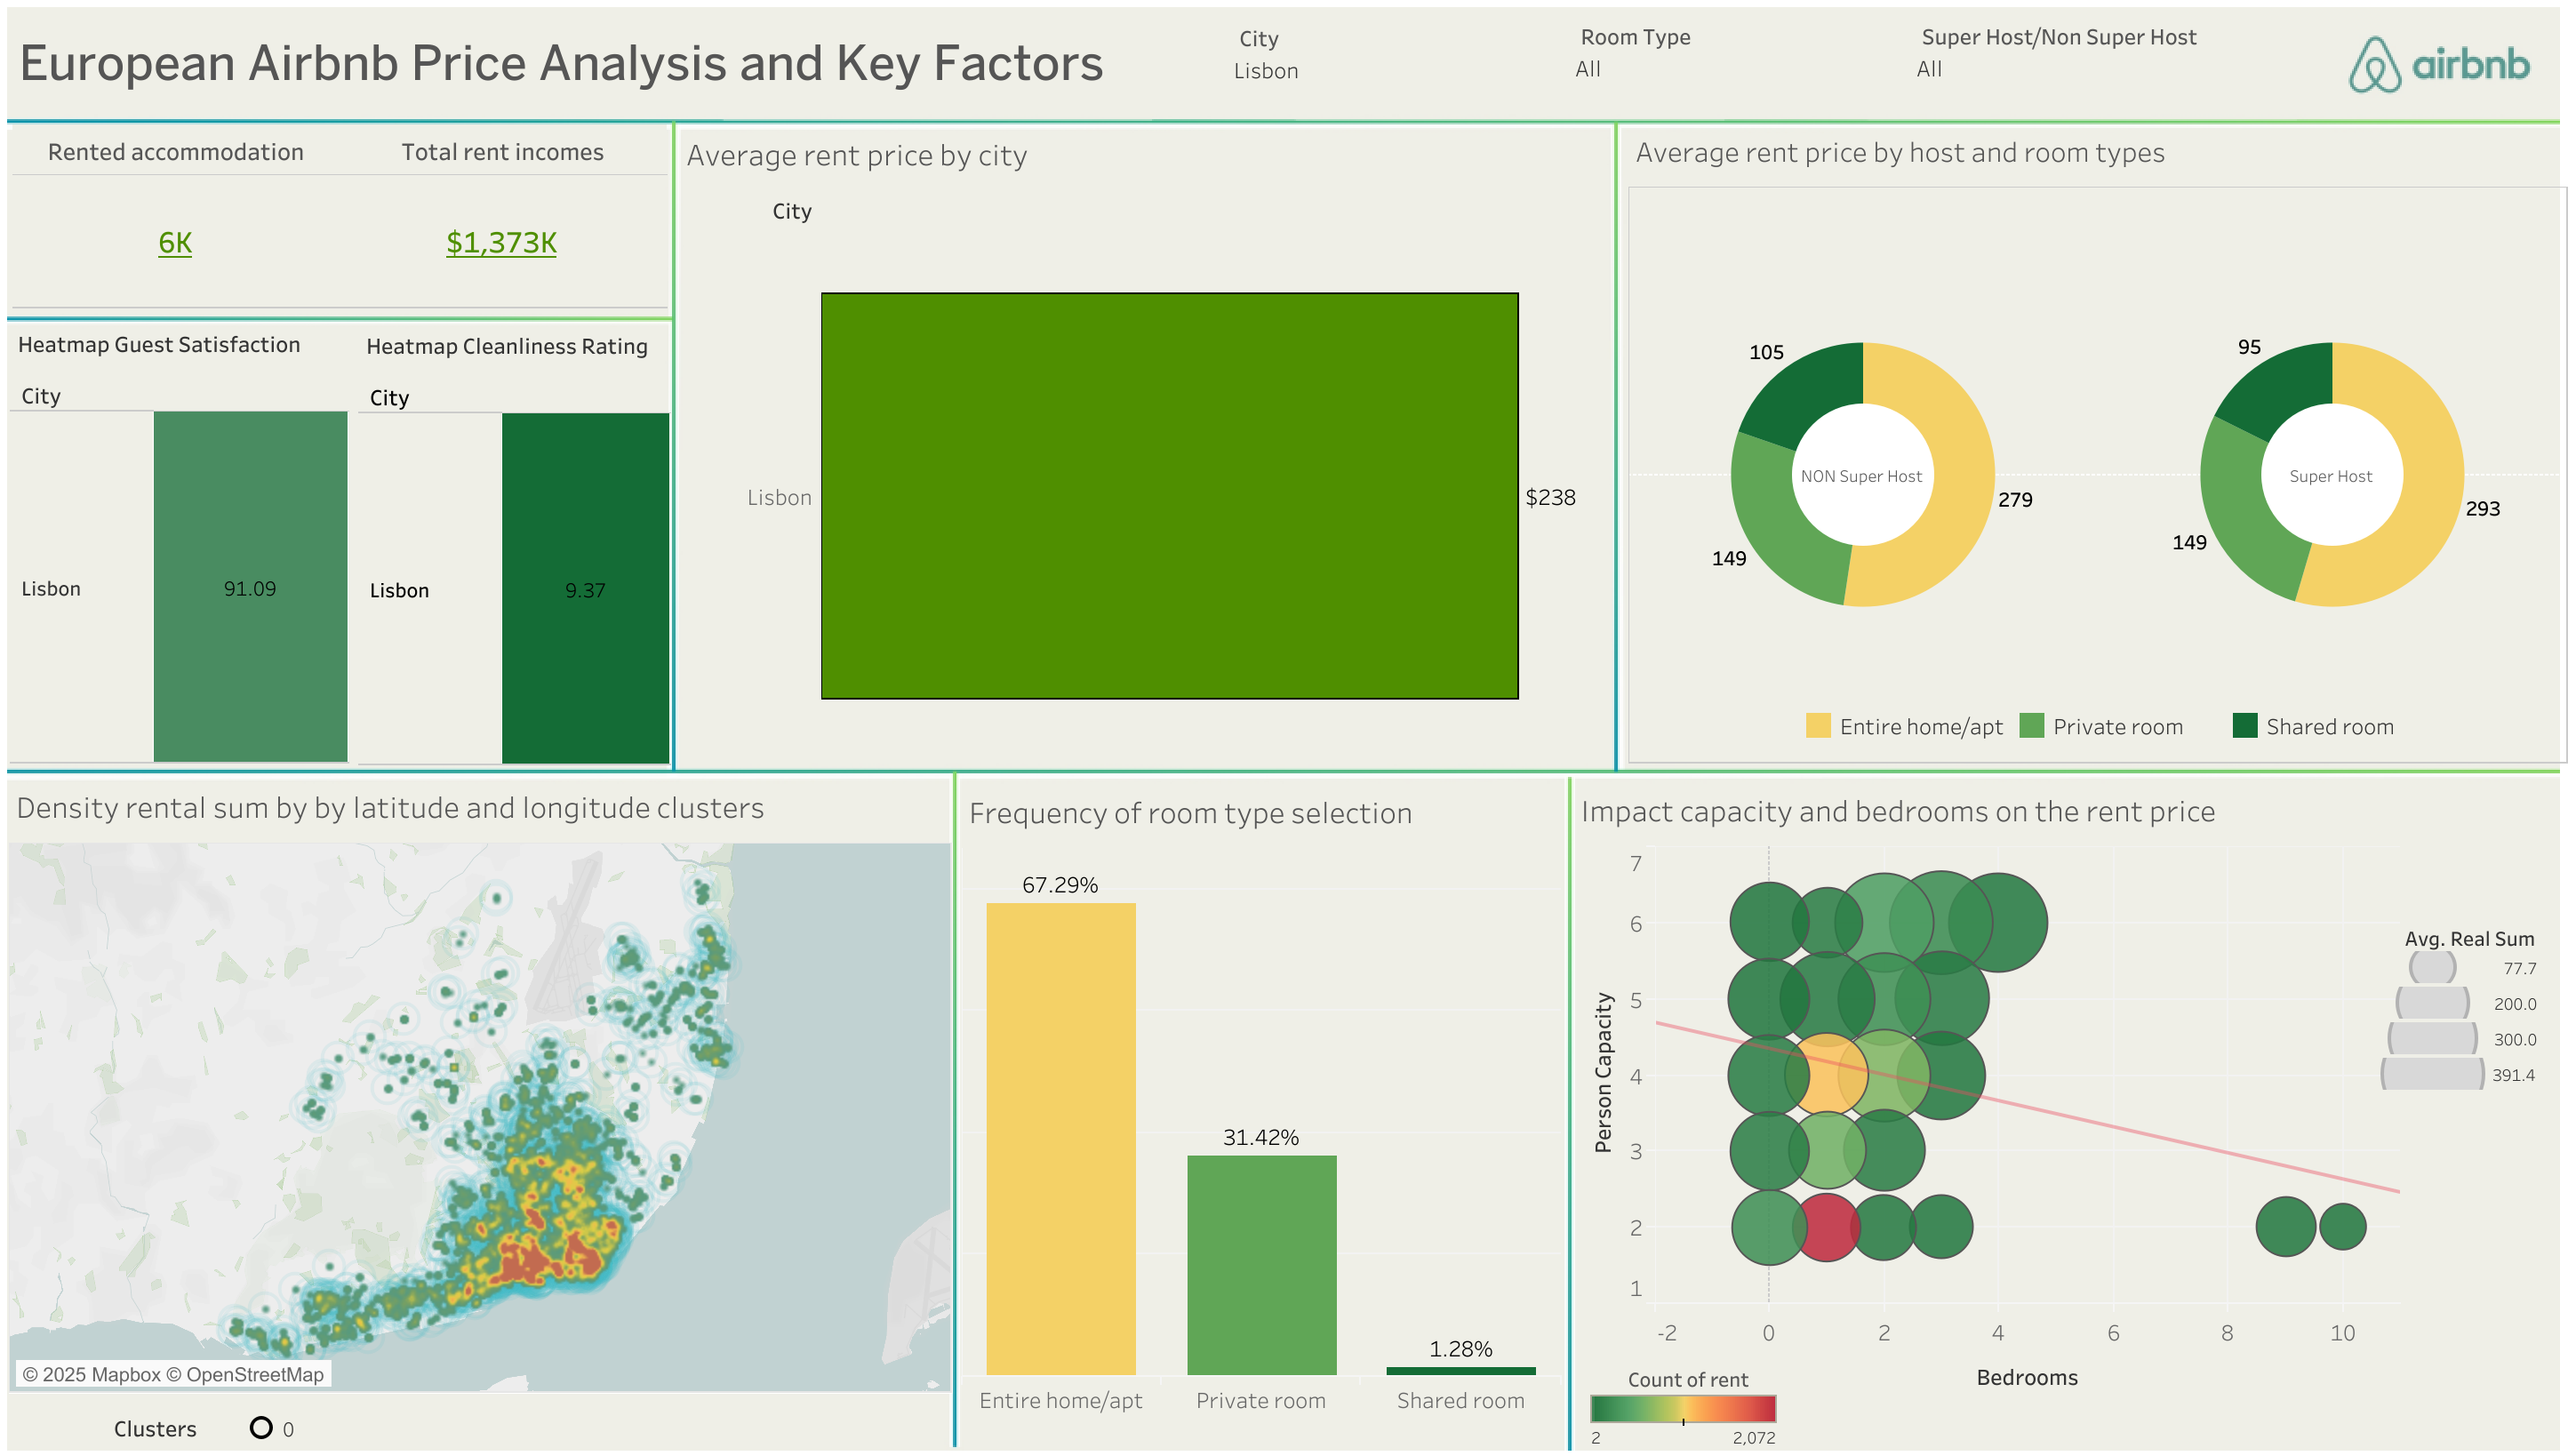 European Airbnb Price Analysis and Key Factors
City
Lisbon
Room Type
All
Super Host/Non Super Host
All
airbnb
Rented accommodation
6K
Total rent incomes
$1,373K
Heatmap Guest Satisfaction
City
Lisbon
91.09
Heatmap Cleanliness Rating
City
Lisbon
9.37
Average rent price by city
City
Lisbon
$238
Average rent price by host and room types
105
149
279
NON Super Host
95
149
293
Super Host
Entire home/apt
Private room
Shared room
Density rental sum by by latitude and longitude clusters
© 2025 Mapbox © OpenStreetMap
Clusters
0
Frequency of room type selection
67.29%
31.42%
1.28%
Entire home/apt
Private room
Shared room
Impact capacity and bedrooms on the rent price
Person Capacity
7
6
5
4
3
2
1
-2
0
2
4
6
8
10
Bedrooms
Avg. Real Sum
77.7
200.0
300.0
391.4
Count of rent
2
2,072